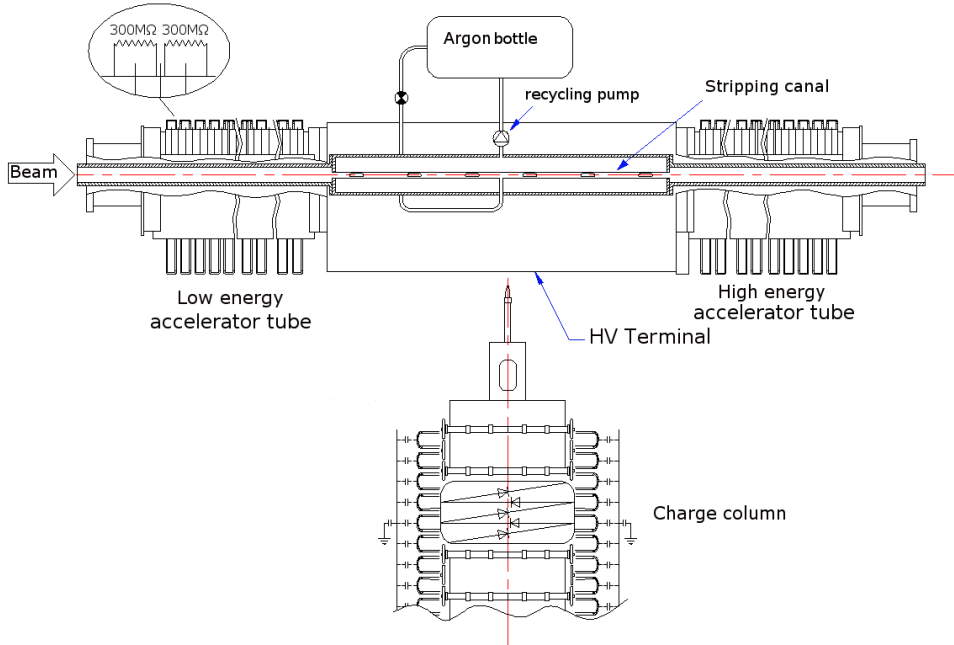 300MΩ 300MΩ
Argon bottle
recycling pump
Stripping canal
Beam
Low energy
accelerator tube
High energy
accelerator tube
HV Terminal
Charge column